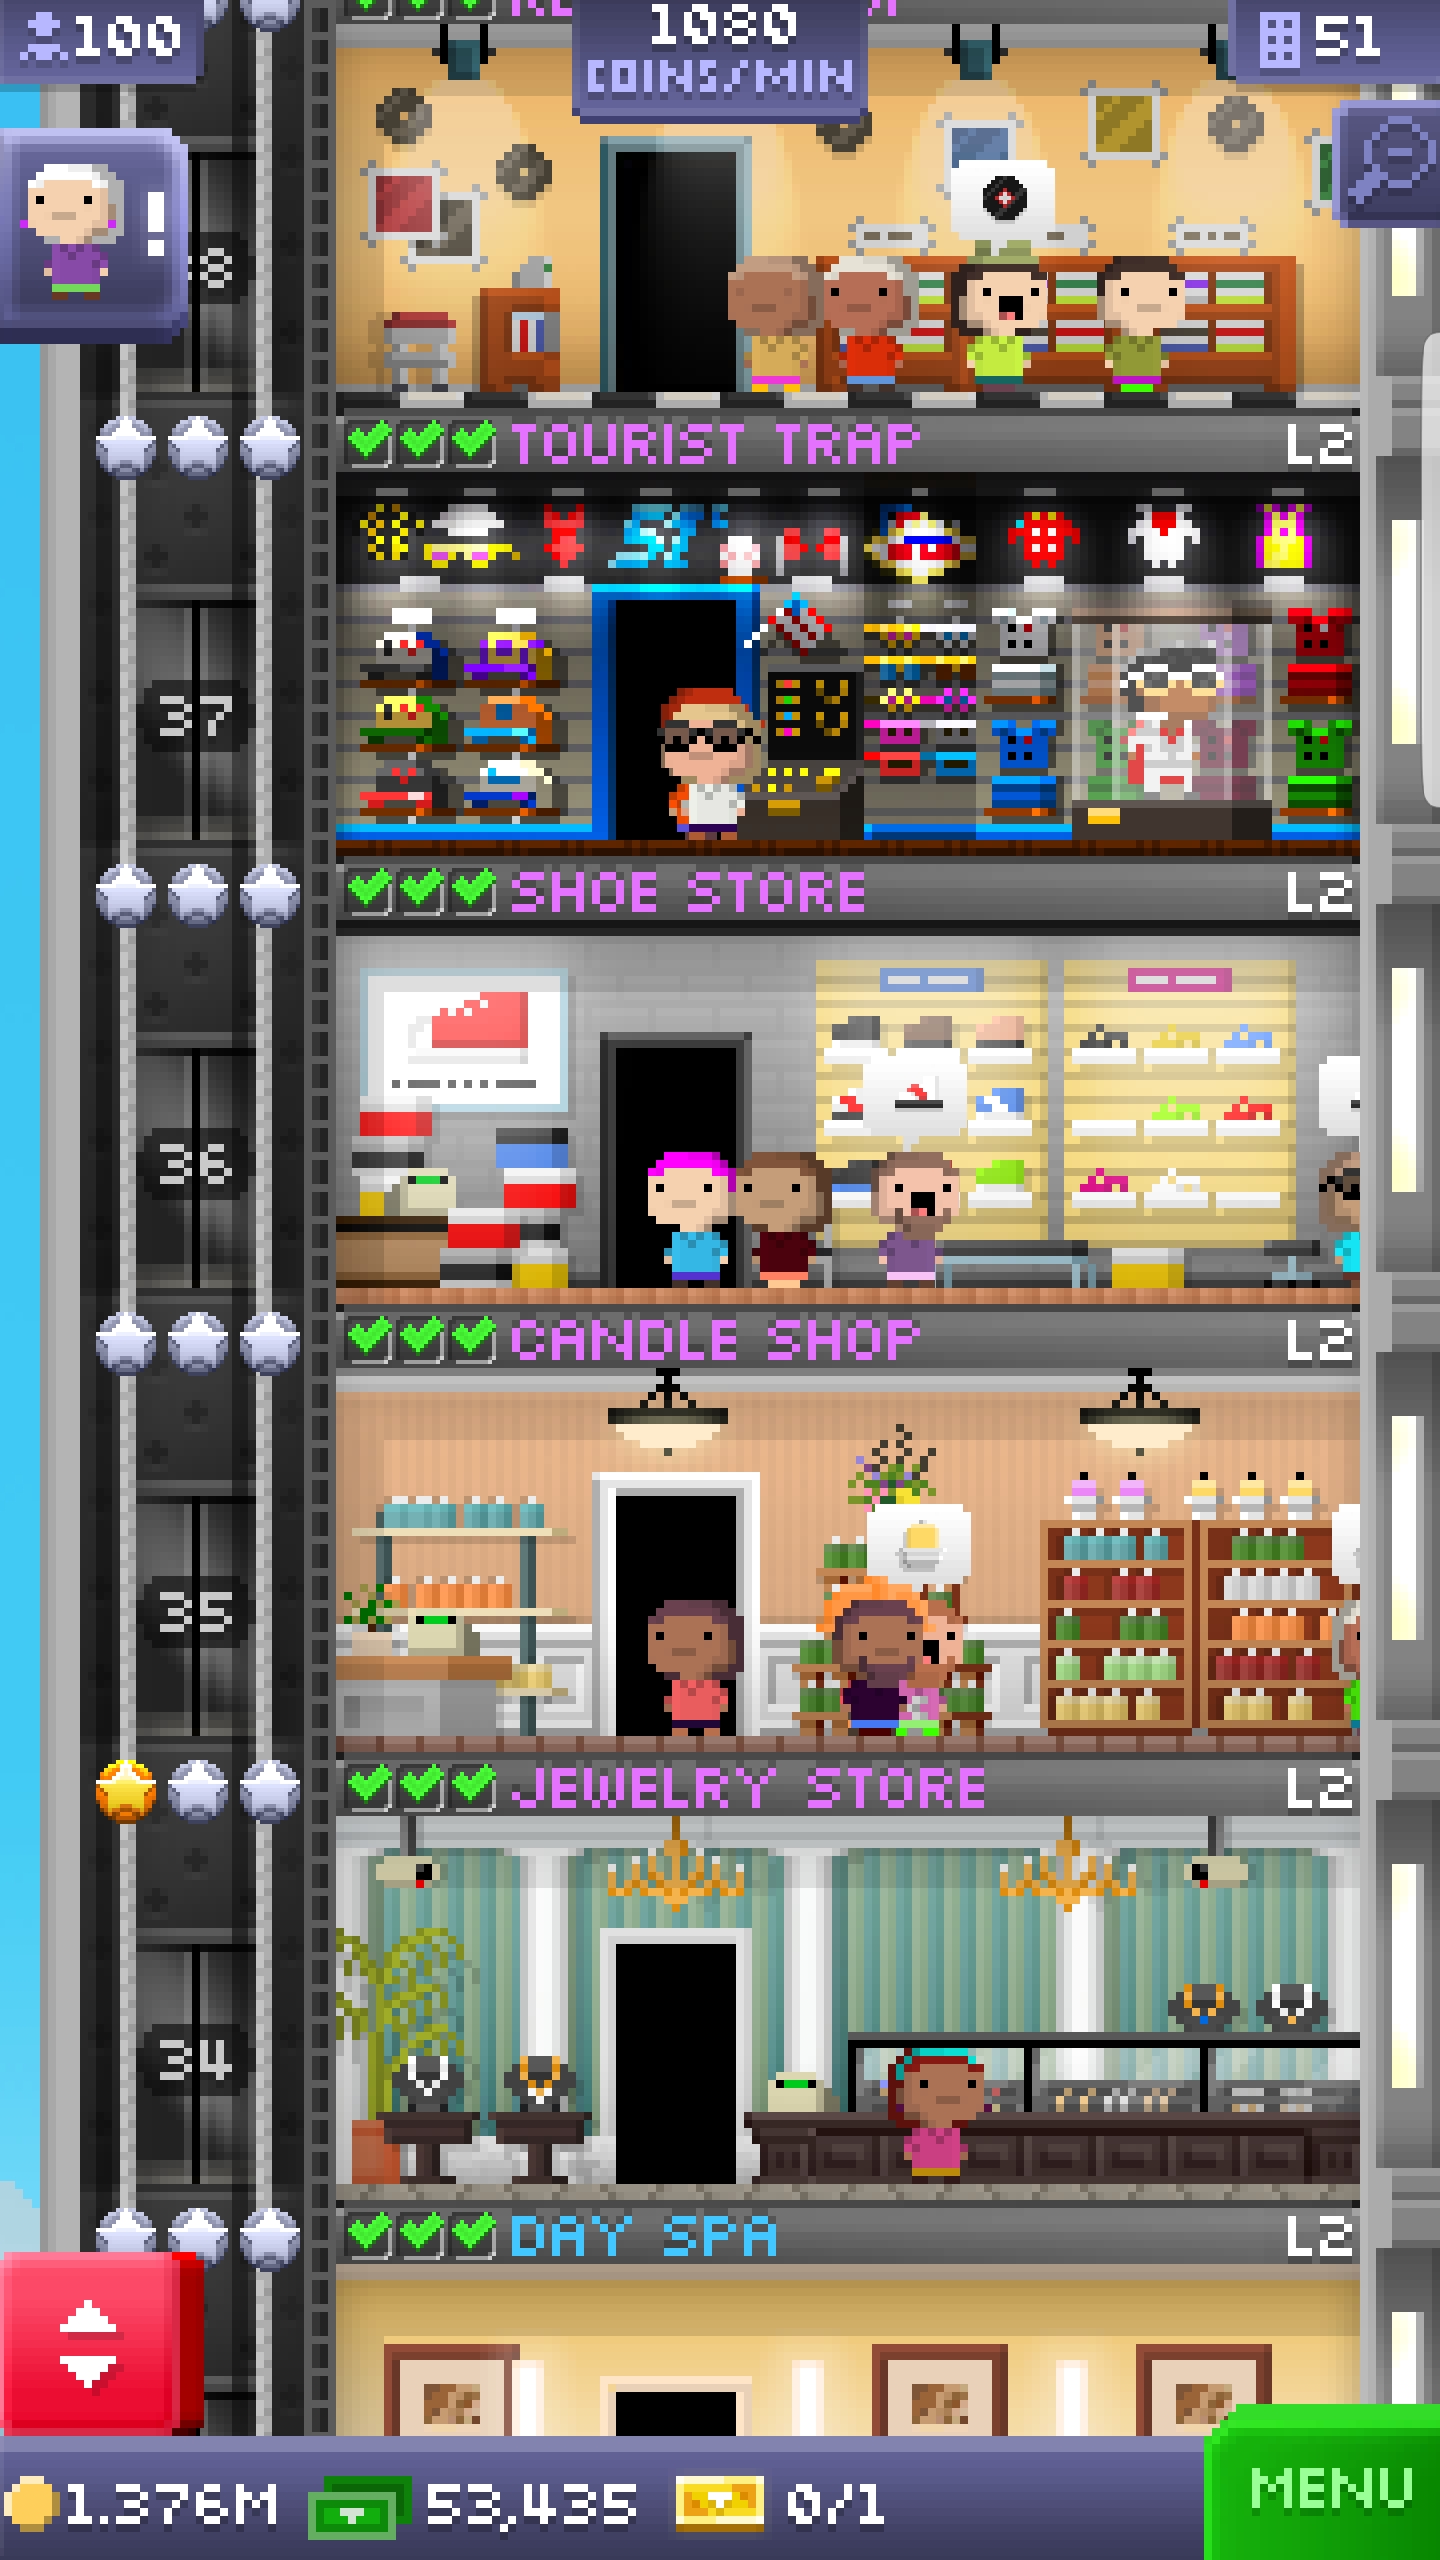 100
1080
COINS/MIN
51
!
8
TOURIST TRAP L2
37
SHOE STORE L2
36
CANDLE SHOP L2
35
JEWELRY STORE L2
34
DAY SPA L2
1.376M 53,435 0/1
MENU